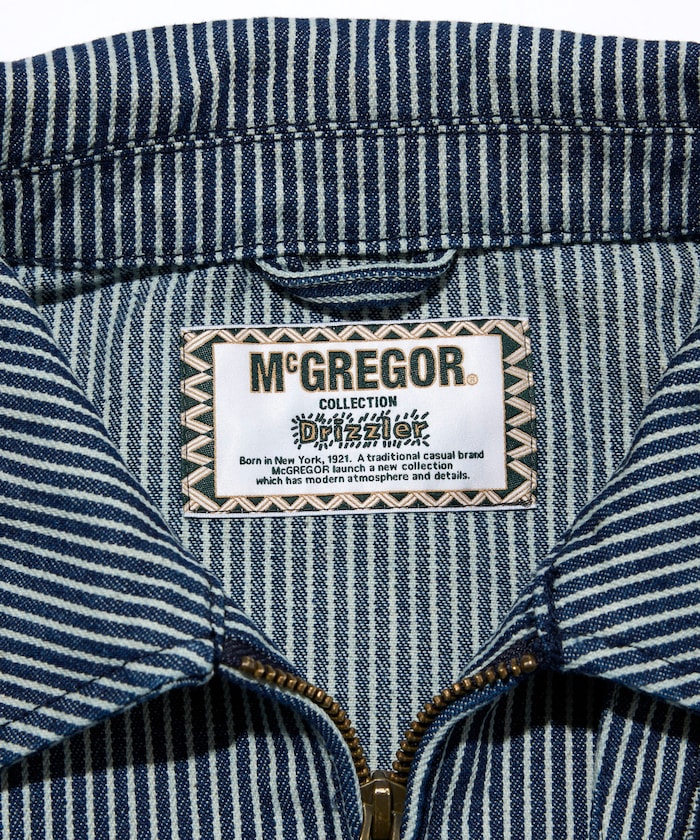 McGREGOR®
COLLECTION
Drizzler
Born in New York, 1921. A traditional casual brand
McGREGOR launch a new collection
which has modern atmosphere and details.